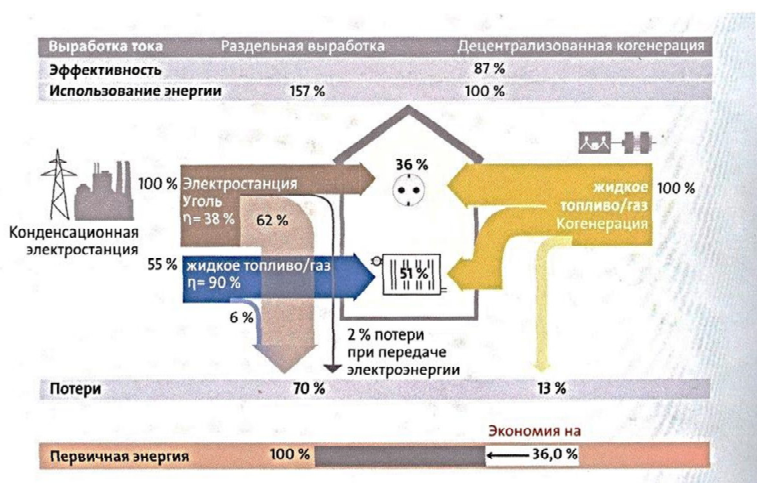 Выработка тока Раздельная выработка Децентрализованная когенерация
Эффективность 87 %
Использование энергии 157 % 100 %
36 %
100 % Электростанция
Уголь
η= 38 % 62 %
Конденсационная
электростанция
жидкое
топливо/газ
Когенерация
100 %
55 % жидкое топливо/газ
η= 90 %
51 %
6 %
2 % потери
при передаче
электроэнергии
Потери 70 % 13 %
Экономия на
Первичная энергия 100 % 36,0 %